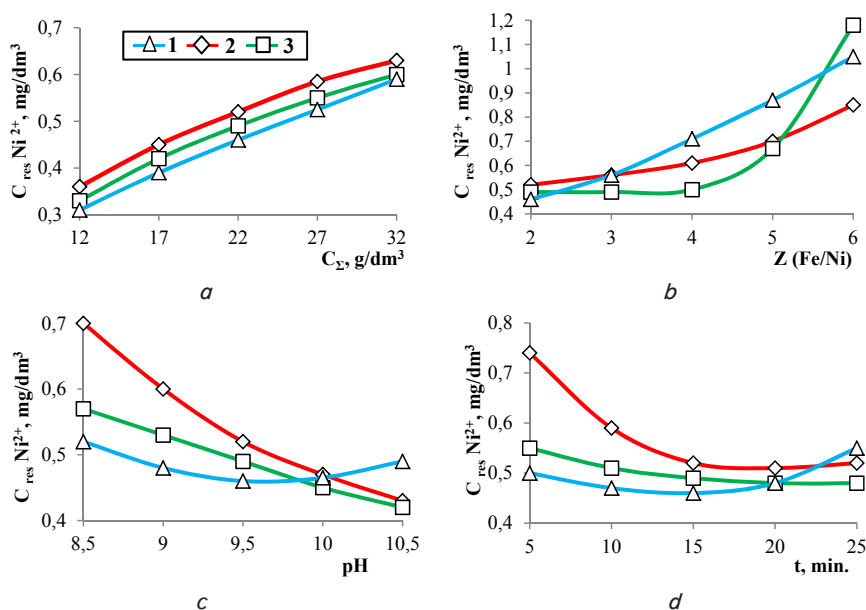 0,7
0,6
0,5
0,4
0,3
C res Ni 2+, mg/dm3
1 2 3
12 17 22 27 32
CΣ, g/dm3
a
1,2
1,1
1
0,9
0,8
0,7
0,6
0,5
0,4
C res Ni2+, mg/dm3
2 3 4 5 6
Z (Fe/Ni)
b
0,7
0,6
0,5
0,4
C res Ni2+, mg/dm3
8,5 9 9,5 10 10,5
pH
c
0,8
0,7
0,6
0,5
0,4
C res Ni2+, mg/dm3
5 10 15 20 25
t, min.
d